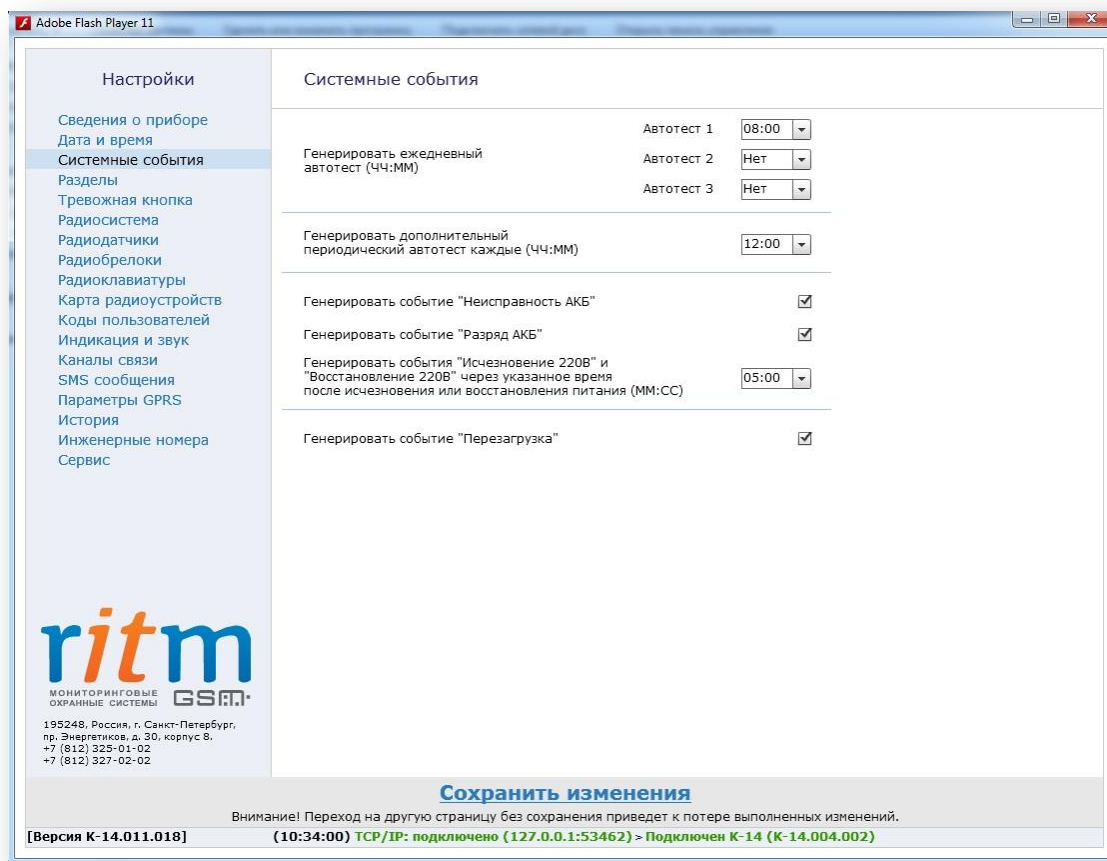 Adobe Flash Player 11
Настройки
Сведения о приборе
Дата и время
Системные события
Разделы
Тревожная кнопка
Радиосистема
Радиодатчики
Радиобрелоки
Радиоклавиатуры
Карта радиоустройств
Коды пользователей
Индикация и звук
Каналы связи
SMS сообщения
Параметры GPRS
История
Инженерные номера
Сервис
ritm
МОНИТОРИНГОВЫЕ
ОХРАННЫЕ СИСТЕМЫ
GSM
195248, Россия, г. Санкт-Петербург,
пр. Энергетиков, д. 30, корпус 8.
+7 (812) 325-01-02
+7 (812) 327-02-02
Системные события
Генерировать ежедневный
автотест (ЧЧ:ММ)
Автотест 1 08:00
Автотест 2 Нет
Автотест 3 Нет
Генерировать дополнительный
периодический автотест каждые (ЧЧ:ММ) 12:00
Генерировать событие "Неисправность АКБ"
Генерировать событие "Разряд АКБ"
Генерировать события "Исчезновение 220В" и
"Восстановление 220В" через указанное время
после исчезновения или восстановления питания (ММ:СС) 05:00
Генерировать событие "Перезагрузка"
Сохранить изменения
Внимание! Переход на другую страницу без сохранения приведет к потере выполненных изменений.
[Версия K-14.011.018] (10:34:00) TCP/IP: подключено (127.0.0.1:53462) > Подключен K-14 (K-14.004.002)